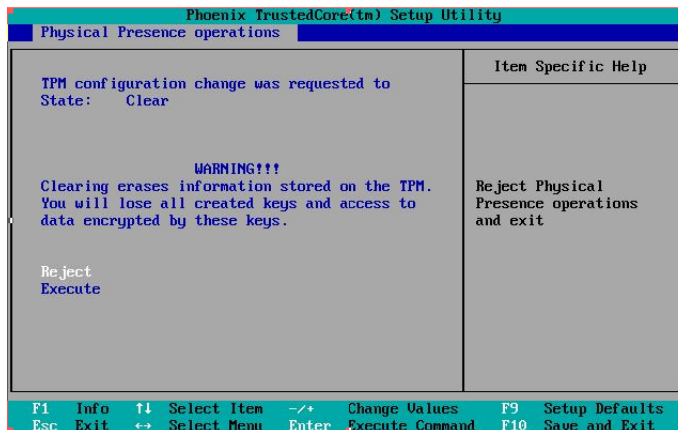 Phoenix TrustedCore(tm) Setup Utility
Physical Presence operations
Item Specific Help
TPM configuration change was requested to
State: Clear
WARNING!!!
Clearing erases information stored on the TPM.
You will lose all created keys and access to
data encrypted by these keys.
Reject Physical
Presence operations
and exit
Reject
Execute
F1 Info ↑↓ Select Item -/+ Change Values F9 Setup Defaults
Esc Exit ↔ Select Menu Enter Execute Command F10 Save and Exit